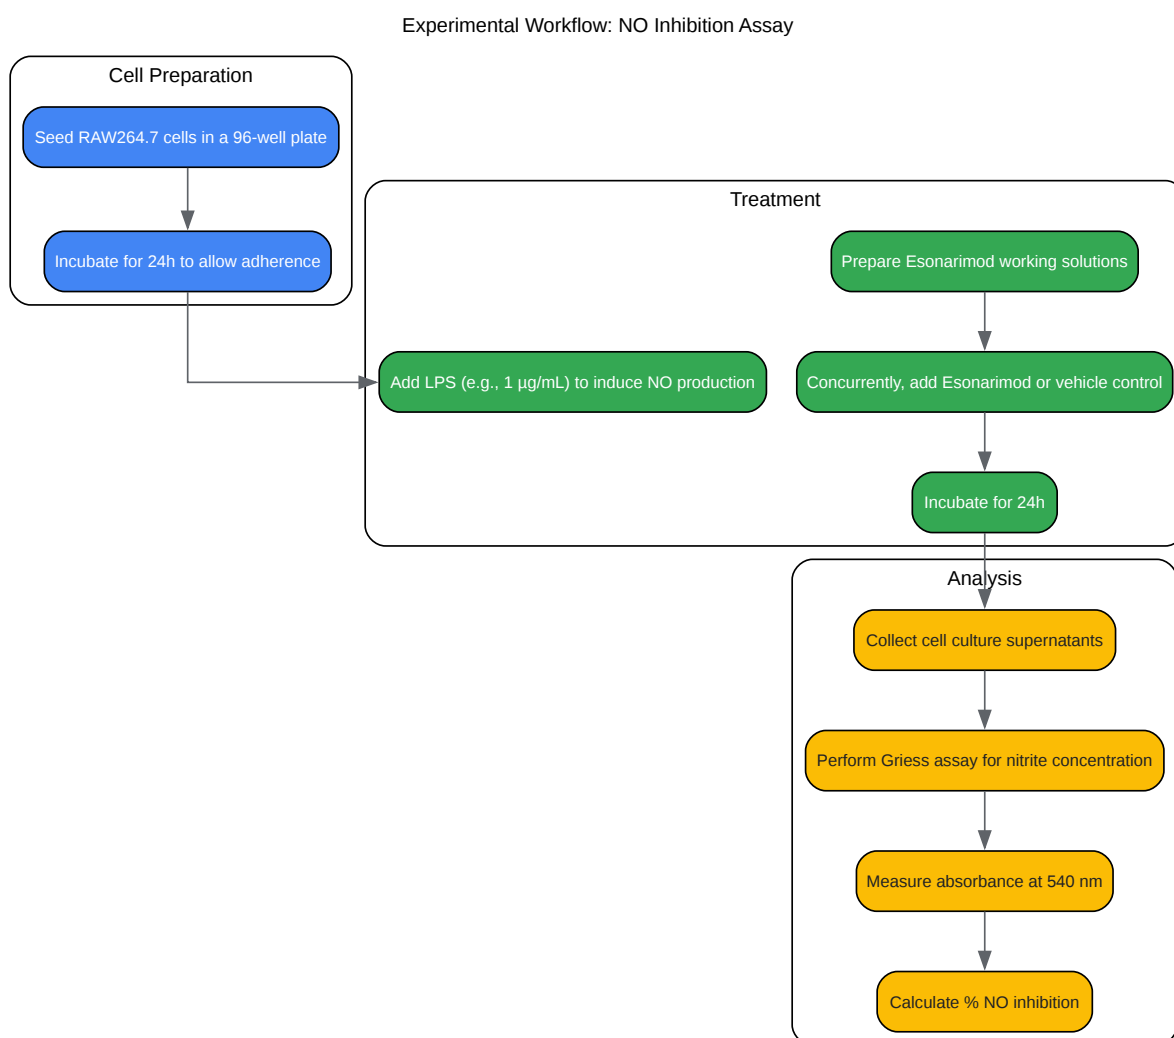 Experimental Workflow: NO Inhibition Assay
Cell Preparation
Seed RAW264.7 cells in a 96-well plate
Incubate for 24h to allow adherence
Treatment
Prepare Esonarimod working solutions
Add LPS (e.g., 1 µg/mL) to induce NO production
Concurrently, add Esonarimod or vehicle control
Incubate for 24h
Analysis
Collect cell culture supernatants
Perform Griess assay for nitrite concentration
Measure absorbance at 540 nm
Calculate % NO inhibition